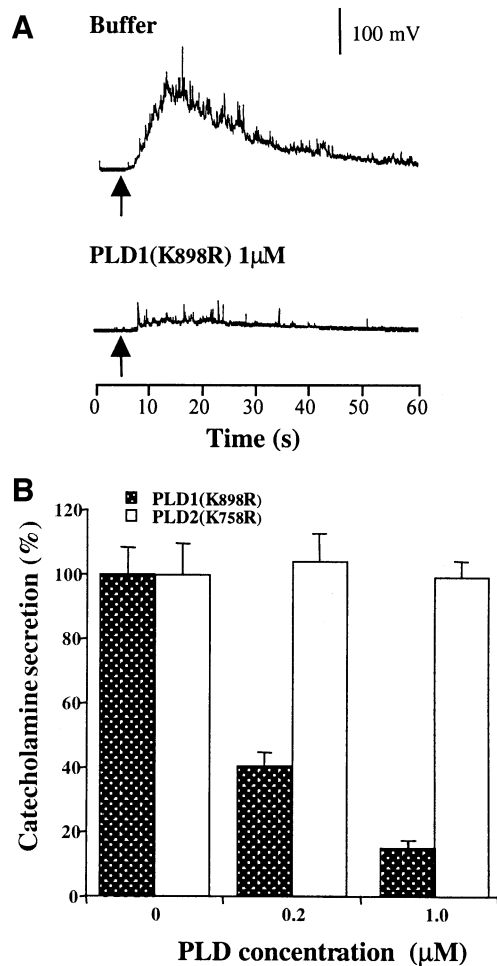 A
Buffer
100 mV
PLD1(K898R) 1μM
0 10 20 30 40 50 60
Time (s)
B
PLD1(K898R)
PLD2(K758R)
120
100
80
60
40
20
0
Catecholamine secretion (%)
0 0.2 1.0
PLD concentration (μM)